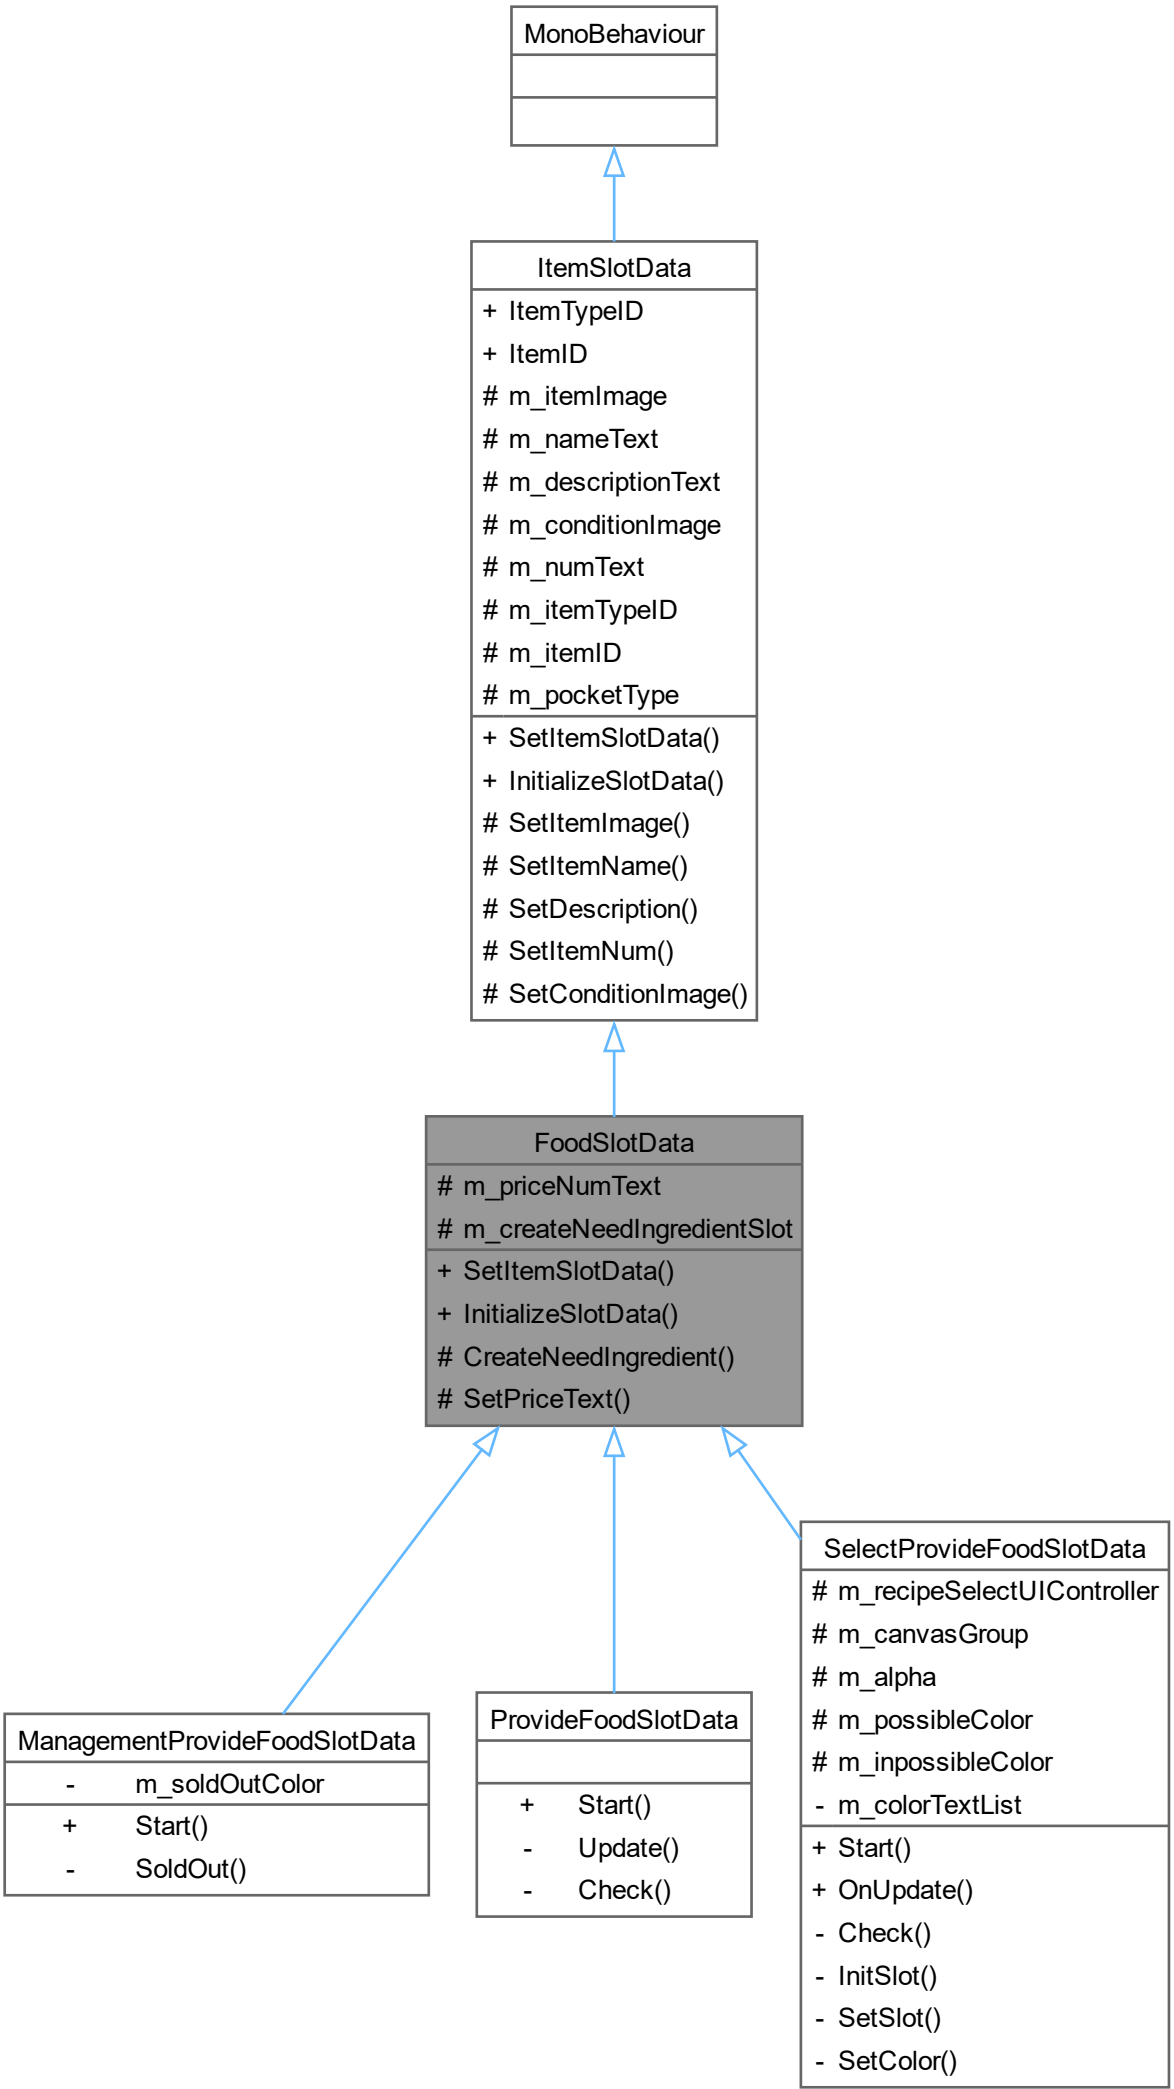 MonoBehaviour
ItemSlotData
+ ItemTypeID
+ ItemID
# m_itemImage
# m_nameText
# m_descriptionText
# m_conditionImage
# m_numText
# m_itemTypeID
# m_itemID
# m_pocketType
+ SetItemSlotData()
+ InitializeSlotData()
# SetItemImage()
# SetItemName()
# SetDescription()
# SetItemNum()
# SetConditionImage()
FoodSlotData
# m_priceNumText
# m_createNeedIngredientSlot
+ SetItemSlotData()
+ InitializeSlotData()
# CreateNeedIngredient()
# SetPriceText()
ManagementProvideFoodSlotData
- m_soldOutColor
+ Start()
- SoldOut()
ProvideFoodSlotData
+ Start()
- Update()
- Check()
SelectProvideFoodSlotData
# m_recipeSelectUIController
# m_canvasGroup
# m_alpha
# m_possibleColor
# m_inpossibleColor
- m_colorTextList
+ Start()
+ OnUpdate()
- Check()
- InitSlot()
- SetSlot()
- SetColor()